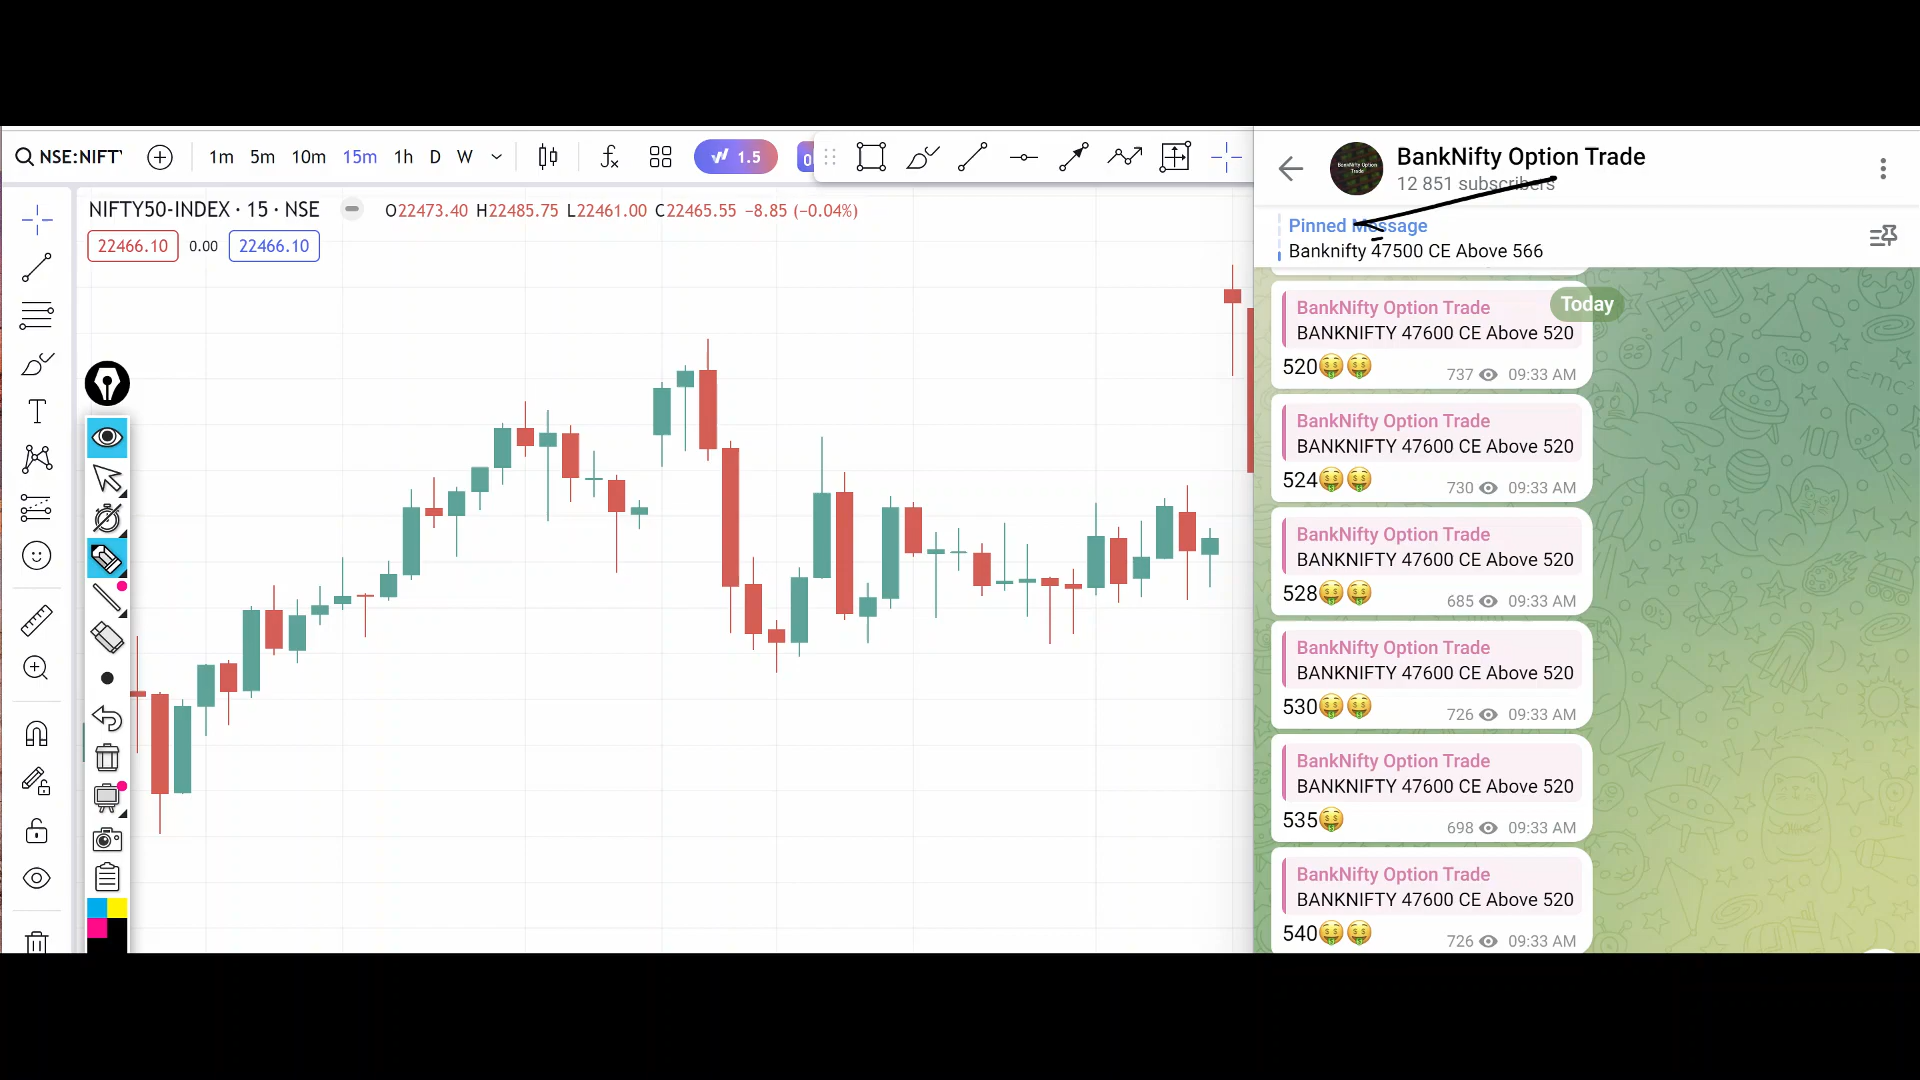 NSE:NIFT
1m 5m 10m 15m 1h D W
1.5
NIFTY50-INDEX · 15 · NSE
O22473.40 H22485.75 L22461.00 C22465.55 −8.85 (−0.04%)
22466.10 0.00 22466.10
BankNifty Option Trade
BankNifty Option Trade
12 851 subscribers
Pinned Message
Banknifty 47500 CE Above 566
Today
BankNifty Option Trade
BANKNIFTY 47600 CE Above 520
520🤑🤑
737 09:33 AM
BankNifty Option Trade
BANKNIFTY 47600 CE Above 520
524🤑🤑
730 09:33 AM
BankNifty Option Trade
BANKNIFTY 47600 CE Above 520
528🤑🤑
685 09:33 AM
BankNifty Option Trade
BANKNIFTY 47600 CE Above 520
530🤑🤑
726 09:33 AM
BankNifty Option Trade
BANKNIFTY 47600 CE Above 520
535🤑
698 09:33 AM
BankNifty Option Trade
BANKNIFTY 47600 CE Above 520
540🤑🤑
726 09:33 AM